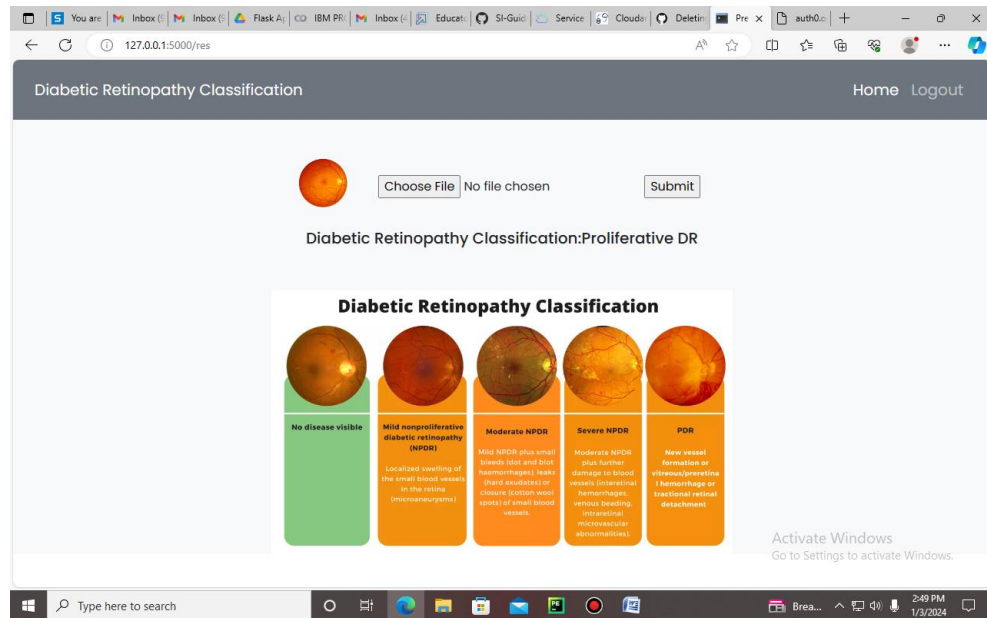 You are
Inbox (9
Inbox (9
Flask Ap
IBM PR
Inbox (4
Educat
SI-Guid
Service
Cloud
Deletin
Pre
auth0.c
127.0.0.1:5000/res
Diabetic Retinopathy Classification
Home Logout
Choose File No file chosen
Submit
Diabetic Retinopathy Classification:Proliferative DR
Diabetic Retinopathy Classification
No disease visible
Mild nonproliferative
diabetic retinopathy
(NPDR)
Localized swelling of
the small blood vessels
in the retina
(microaneurysms)
Moderate NPDR
Mild NPDR plus small
bleeds (dot and blot
haemorrhages), leaks
(hard exudates) or
closure (cotton wool
spots) of small blood
vessels.
Severe NPDR
Moderate NPDR
plus further
damage to blood
vessels (interetinal
hemorrhages,
venous beading,
intraretinal
microvascular
abnormalities).
PDR
New vessel
formation or
vitreous/preretina
l hemorrhage or
tractional retinal
detachment
Activate Windows
Go to Settings to activate Windows.
Type here to search
Brea...
2:49 PM
1/3/2024